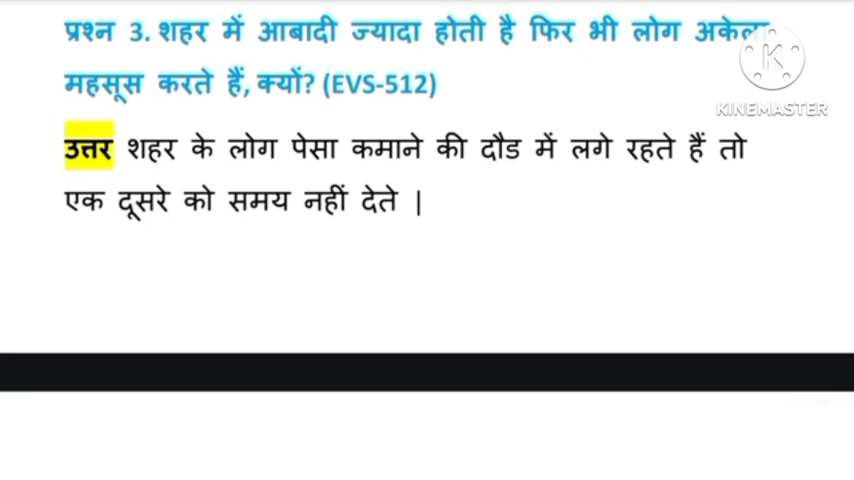 प्रश्न 3. शहर में आबादी ज्यादा होती है फिर भी लोग अकेला
महसूस करते हैं, क्यों? (EVS-512)
K
KINEMASTER
उत्तर शहर के लोग पेसा कमाने की दौड में लगे रहते हैं तो
एक दूसरे को समय नहीं देते |